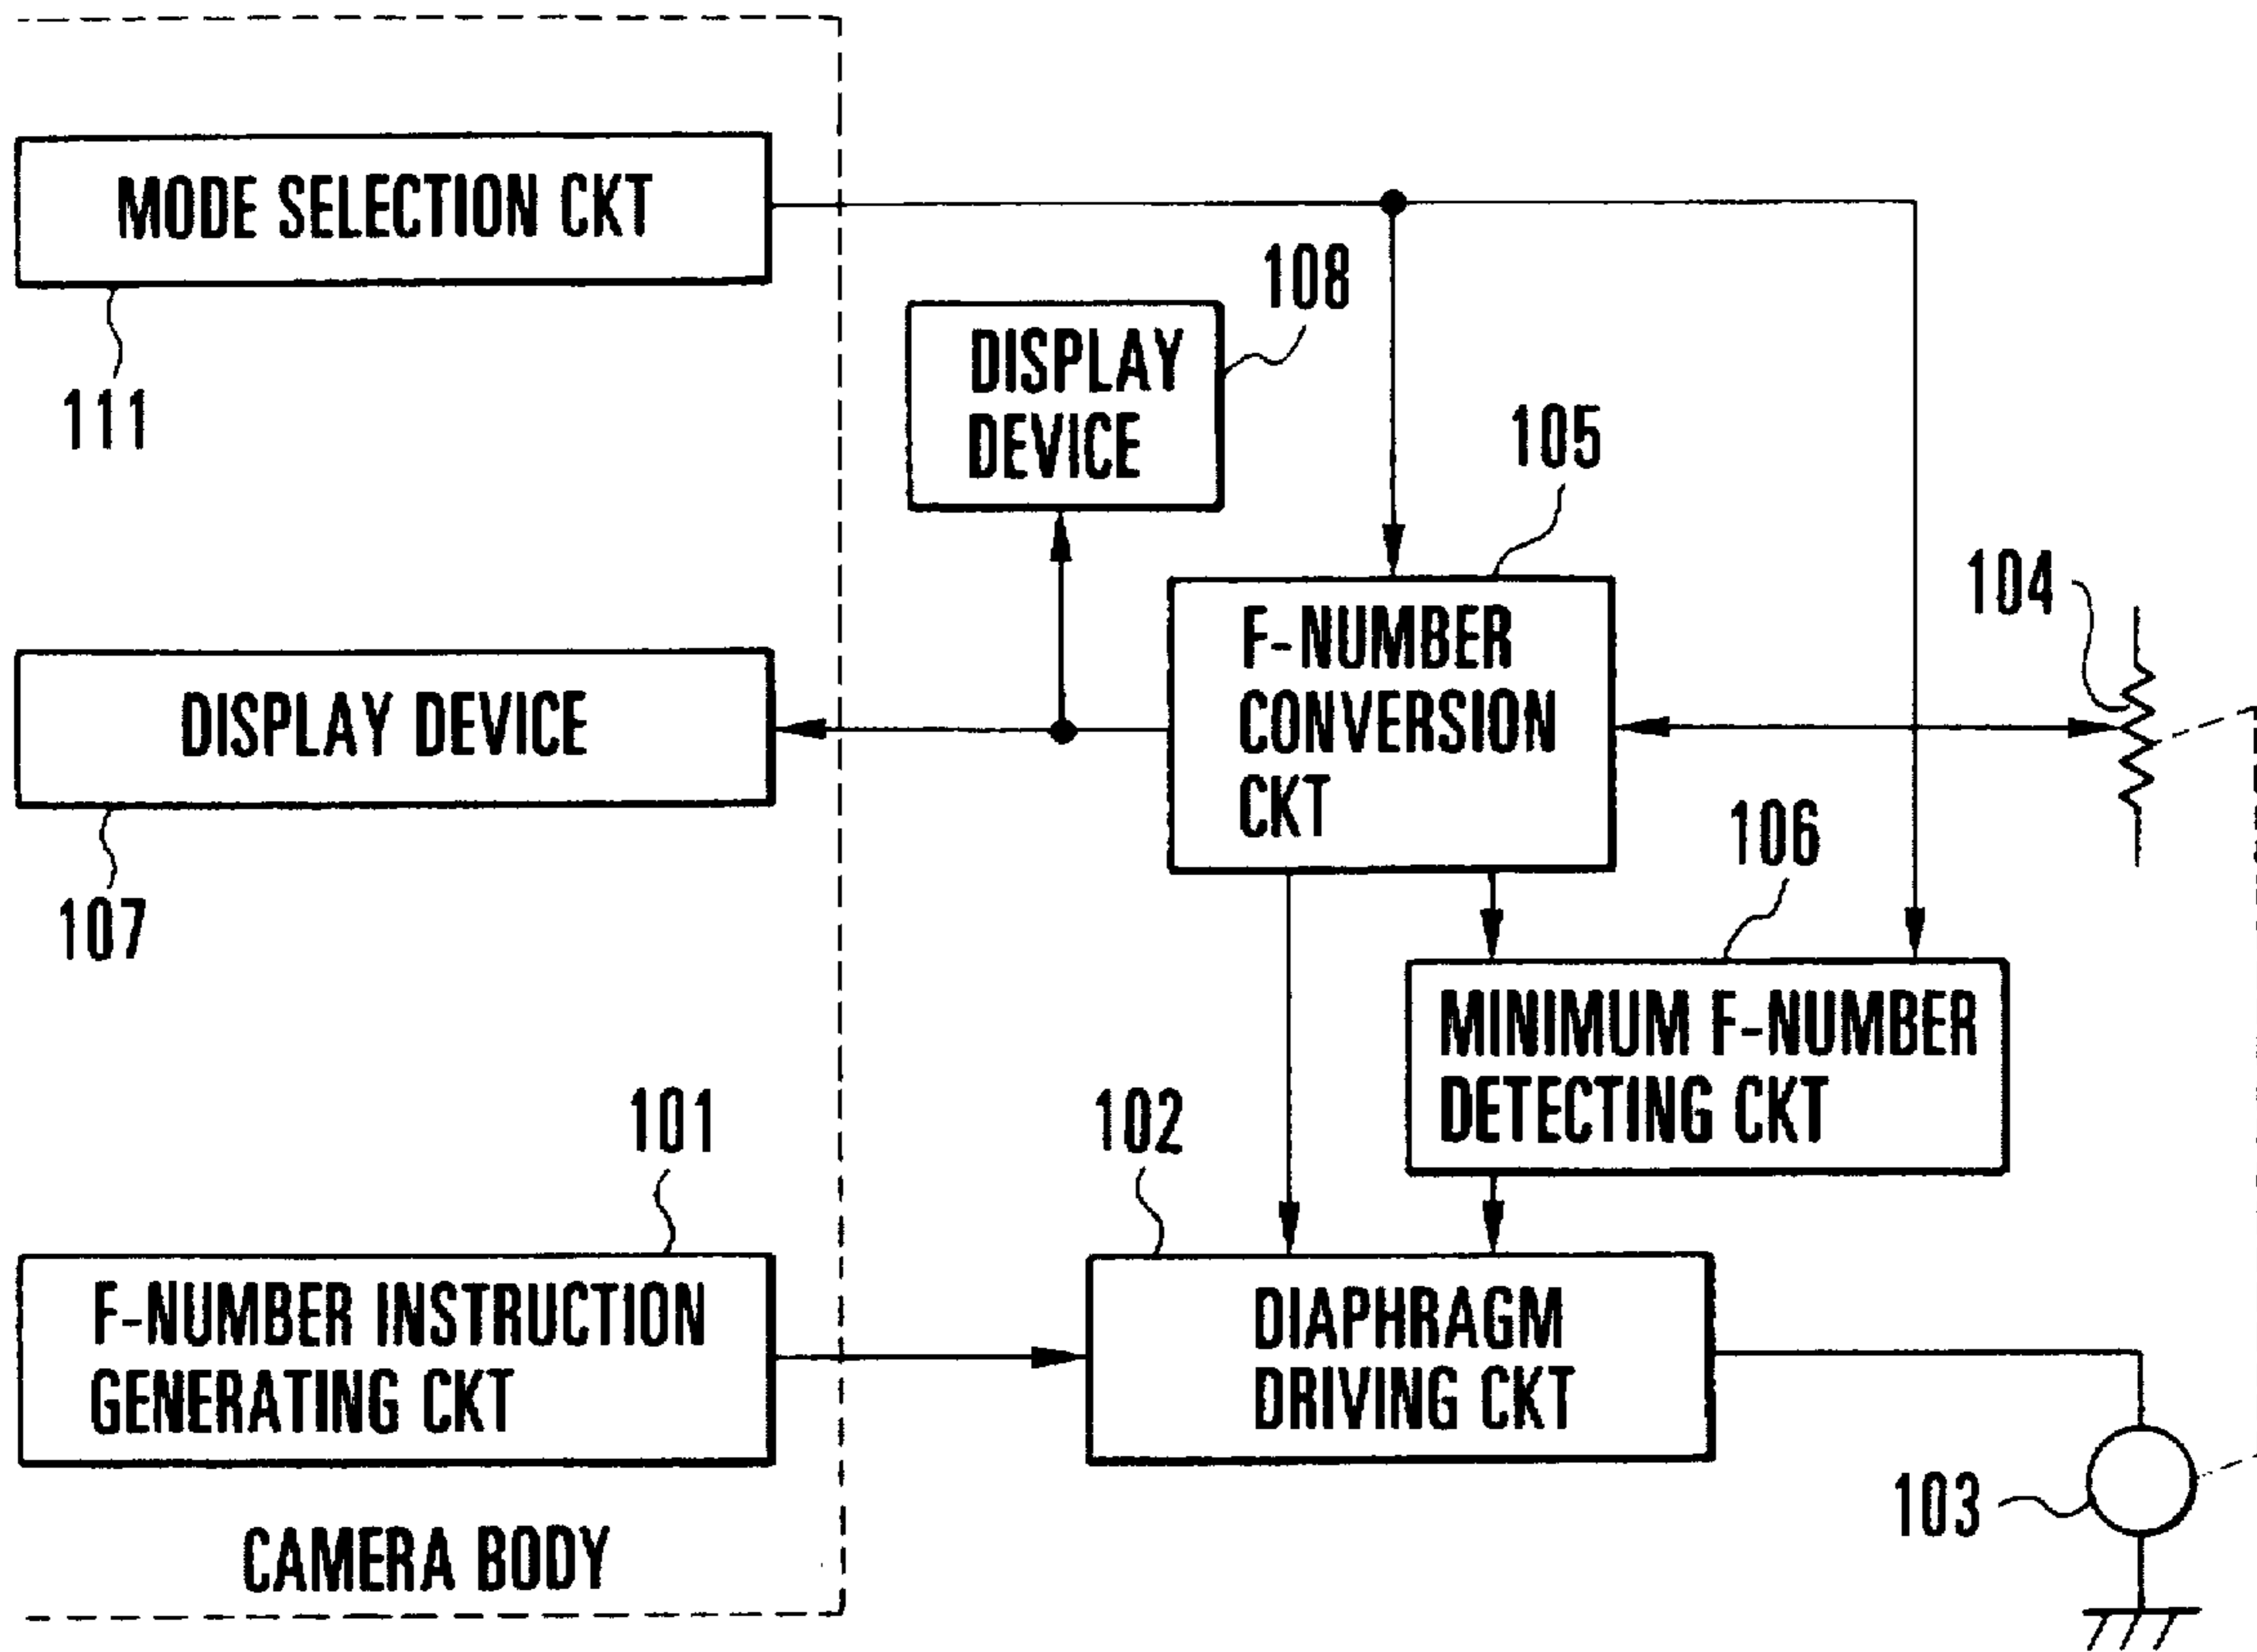 MODE SELECTION CKT
111
108
DISPLAY
DEVICE
105
F-NUMBER
CONVERSION
CKT
104
DISPLAY DEVICE
107
106
MINIMUM F-NUMBER
DETECTING CKT
101
102
F-NUMBER INSTRUCTION
GENERATING CKT
DIAPHRAGM
DRIVING CKT
103
CAMERA BODY